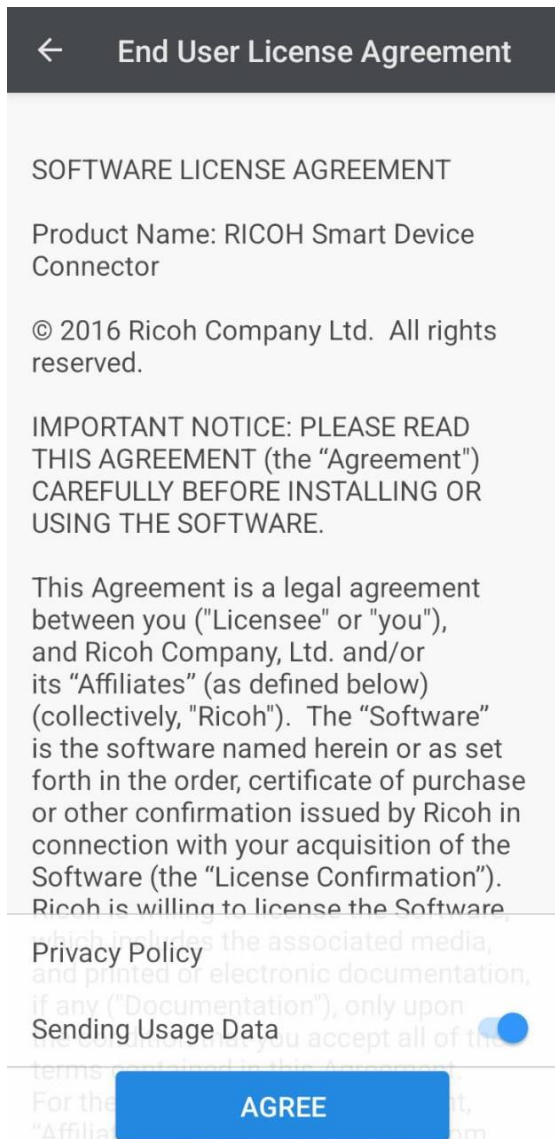 End User License Agreement
SOFTWARE LICENSE AGREEMENT
Product Name: RICOH Smart Device
Connector
© 2016 Ricoh Company Ltd.  All rights
reserved.
IMPORTANT NOTICE: PLEASE READ
THIS AGREEMENT (the “Agreement")
CAREFULLY BEFORE INSTALLING OR
USING THE SOFTWARE.
This Agreement is a legal agreement
between you ("Licensee" or "you"),
and Ricoh Company, Ltd. and/or
its “Affiliates” (as defined below)
(collectively, "Ricoh").  The “Software”
is the software named herein or as set
forth in the order, certificate of purchase
or other confirmation issued by Ricoh in
connection with your acquisition of the
Software (the “License Confirmation”).
Ricoh is willing to license the Software,
which includes the associated media,
Privacy Policy
and printed or electronic documentation,
if any ("Documentation"), only upon
Sending Usage Data
the condition that you accept all of the
terms contained in this Agreement.
For the
AGREE